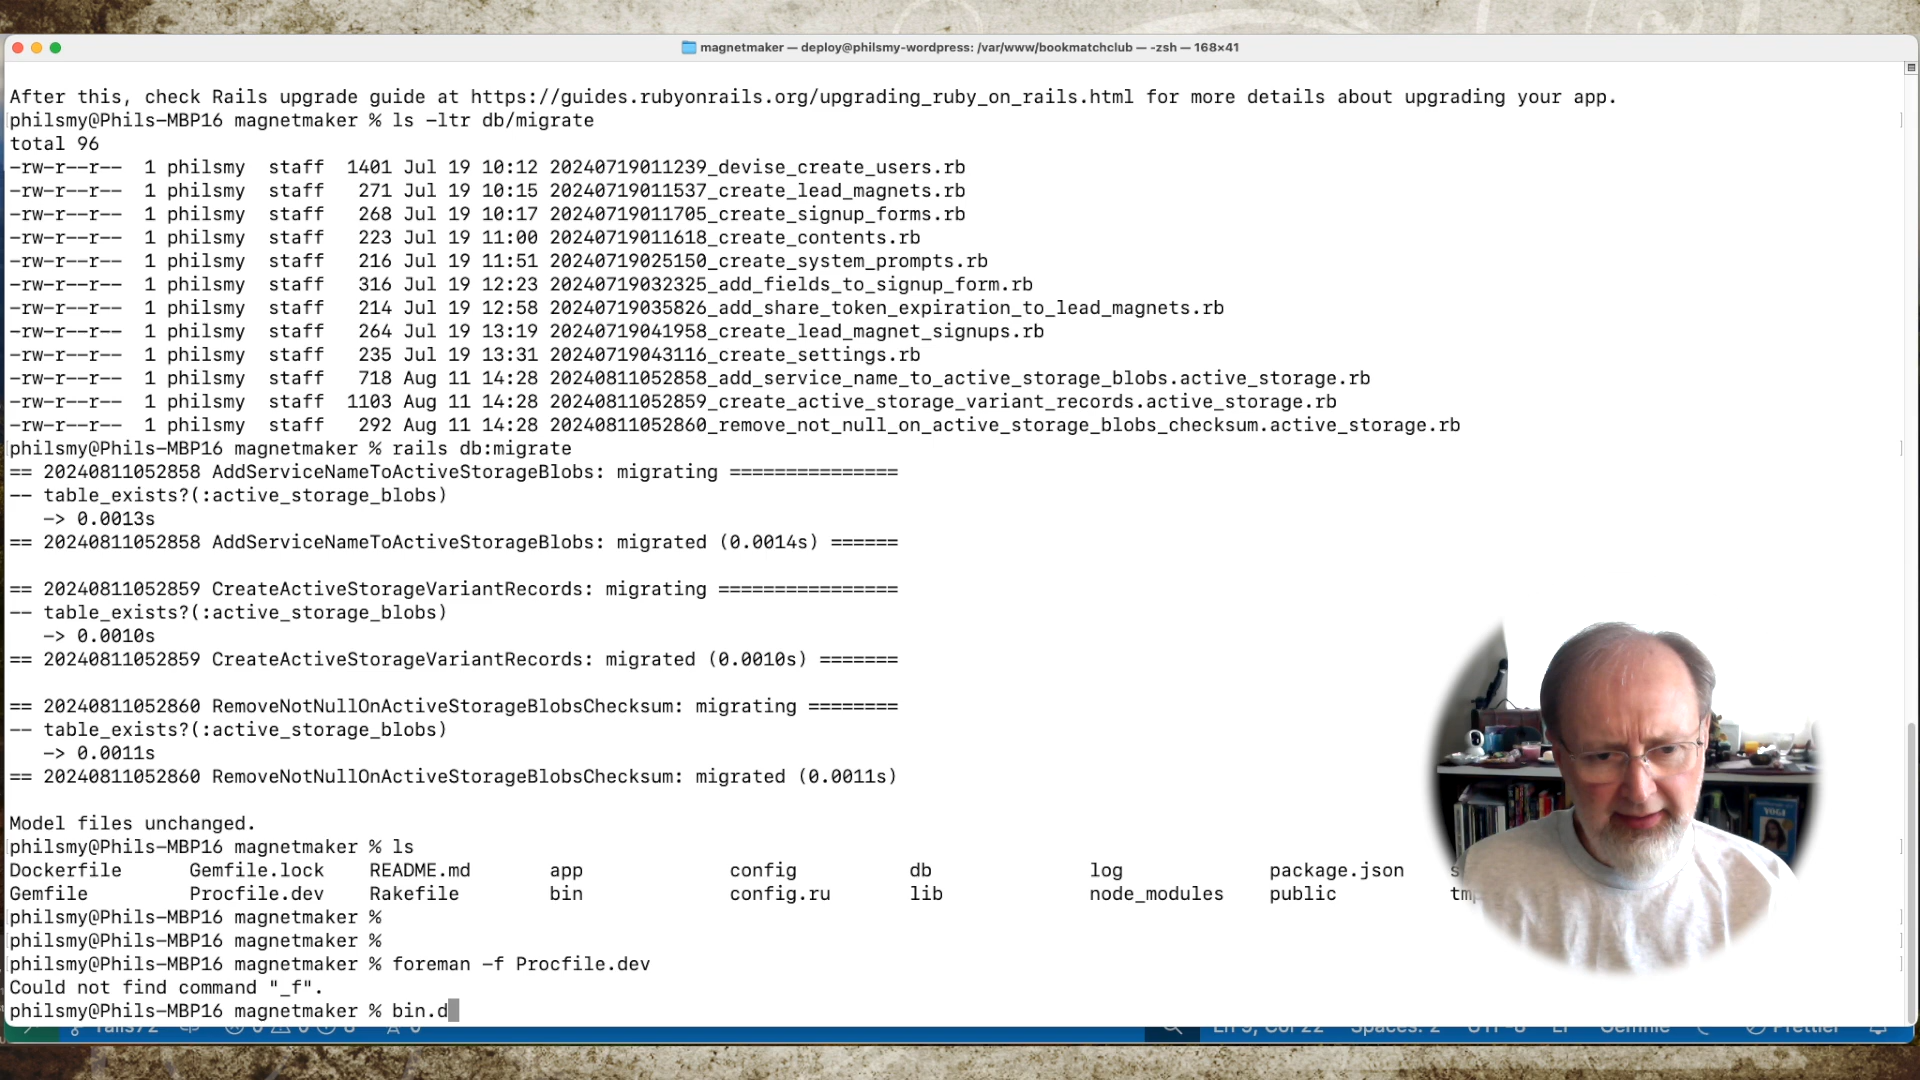 magnetmaker — deploy@philsmy-wordpress: /var/www/bookmatchclub — -zsh — 168×41
After this, check Rails upgrade guide at https://guides.rubyonrails.org/upgrading_ruby_on_rails.html for more details about upgrading your app.
philsmy@Phils-MBP16 magnetmaker % ls -ltr db/migrate
total 96
-rw-r--r--  1 philsmy  staff  1401 Jul 19 10:12 20240719011239_devise_create_users.rb
-rw-r--r--  1 philsmy  staff   271 Jul 19 10:15 20240719011537_create_lead_magnets.rb
-rw-r--r--  1 philsmy  staff   268 Jul 19 10:17 20240719011705_create_signup_forms.rb
-rw-r--r--  1 philsmy  staff   223 Jul 19 11:00 20240719011618_create_contents.rb
-rw-r--r--  1 philsmy  staff   216 Jul 19 11:51 20240719025150_create_system_prompts.rb
-rw-r--r--  1 philsmy  staff   316 Jul 19 12:23 20240719032325_add_fields_to_signup_form.rb
-rw-r--r--  1 philsmy  staff   214 Jul 19 12:58 20240719035826_add_share_token_expiration_to_lead_magnets.rb
-rw-r--r--  1 philsmy  staff   264 Jul 19 13:19 20240719041958_create_lead_magnet_signups.rb
-rw-r--r--  1 philsmy  staff   235 Jul 19 13:31 20240719043116_create_settings.rb
-rw-r--r--  1 philsmy  staff   718 Aug 11 14:28 20240811052858_add_service_name_to_active_storage_blobs.active_storage.rb
-rw-r--r--  1 philsmy  staff  1103 Aug 11 14:28 20240811052859_create_active_storage_variant_records.active_storage.rb
-rw-r--r--  1 philsmy  staff   292 Aug 11 14:28 20240811052860_remove_not_null_on_active_storage_blobs_checksum.active_storage.rb
philsmy@Phils-MBP16 magnetmaker % rails db:migrate
== 20240811052858 AddServiceNameToActiveStorageBlobs: migrating ===============
-- table_exists?(:active_storage_blobs)
   -> 0.0013s
== 20240811052858 AddServiceNameToActiveStorageBlobs: migrated (0.0014s) ======
== 20240811052859 CreateActiveStorageVariantRecords: migrating ================
-- table_exists?(:active_storage_blobs)
   -> 0.0010s
== 20240811052859 CreateActiveStorageVariantRecords: migrated (0.0010s) =======
== 20240811052860 RemoveNotNullOnActiveStorageBlobsChecksum: migrating ========
-- table_exists?(:active_storage_blobs)
   -> 0.0011s
== 20240811052860 RemoveNotNullOnActiveStorageBlobsChecksum: migrated (0.0011s) 
Model files unchanged.
philsmy@Phils-MBP16 magnetmaker % ls
Dockerfile Gemfile.lock README.md app config db log package.json
Gemfile Procfile.dev Rakefile bin config.ru lib node_modules public
philsmy@Phils-MBP16 magnetmaker %
philsmy@Phils-MBP16 magnetmaker %
philsmy@Phils-MBP16 magnetmaker % foreman -f Procfile.dev
Could not find command "_f".
philsmy@Phils-MBP16 magnetmaker % bin.d
YOGI